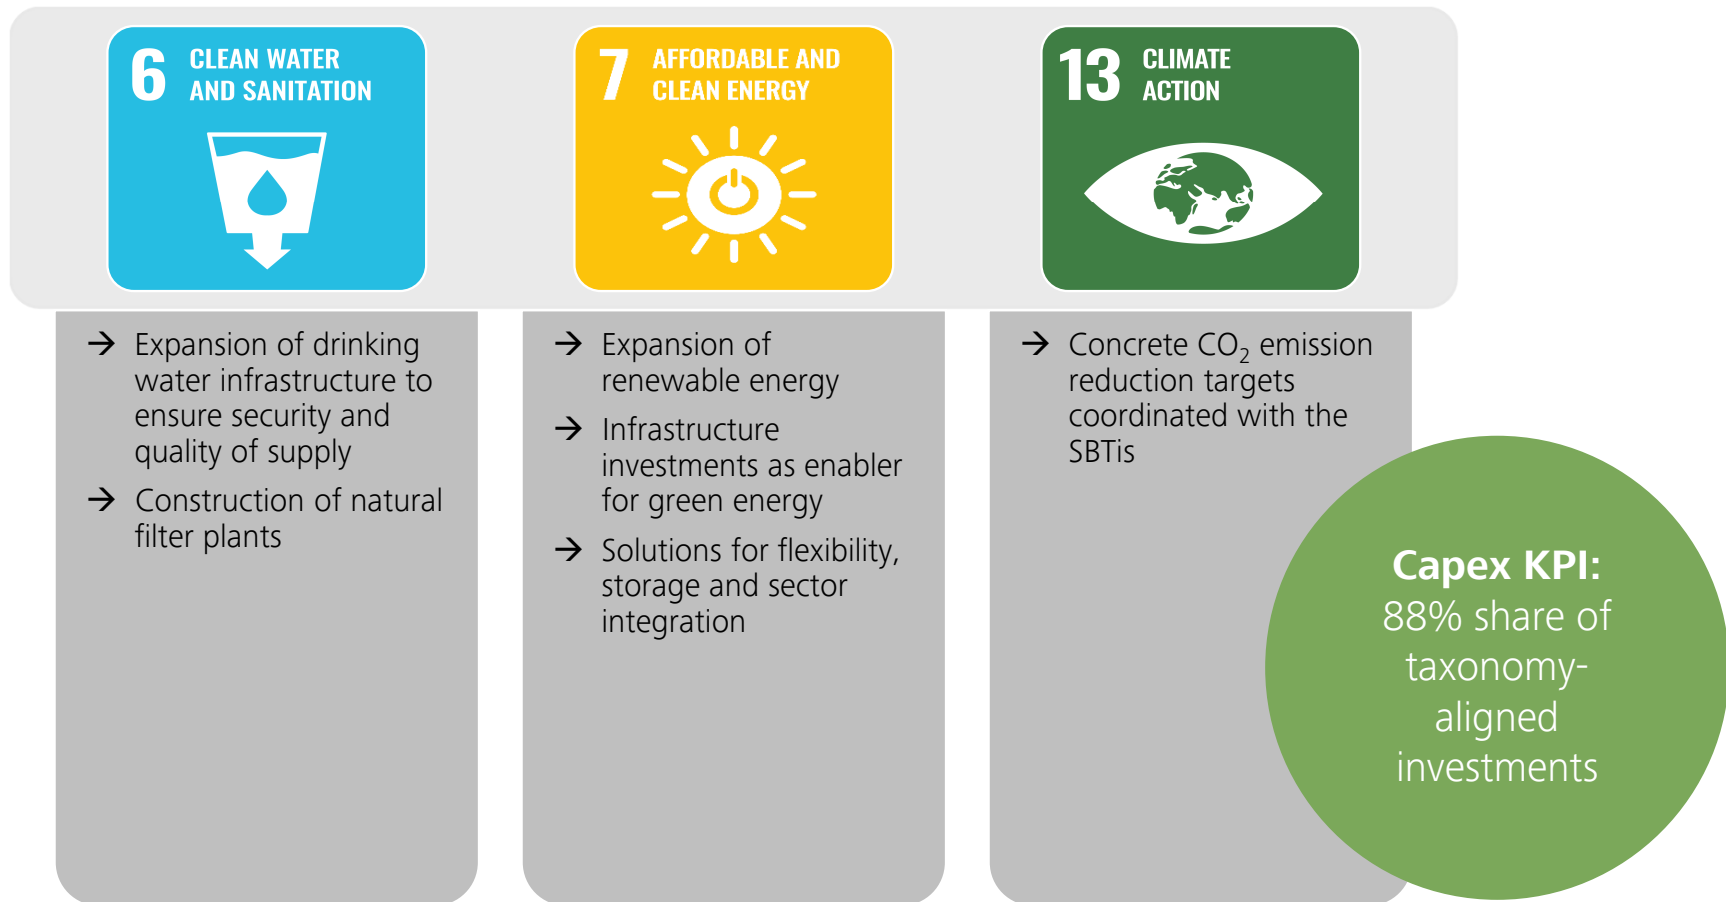 6 CLEAN WATER
AND SANITATION
→ Expansion of drinking
water infrastructure to
ensure security and
quality of supply
→ Construction of natural
filter plants
7 AFFORDABLE AND
CLEAN ENERGY
→ Expansion of
renewable energy
→ Infrastructure
investments as enabler
for green energy
→ Solutions for flexibility,
storage and sector
integration
13 CLIMATE
ACTION
→ Concrete CO₂ emission
reduction targets
coordinated with the
SBTis
Capex KPI:
88% share of
taxonomy-
aligned
investments